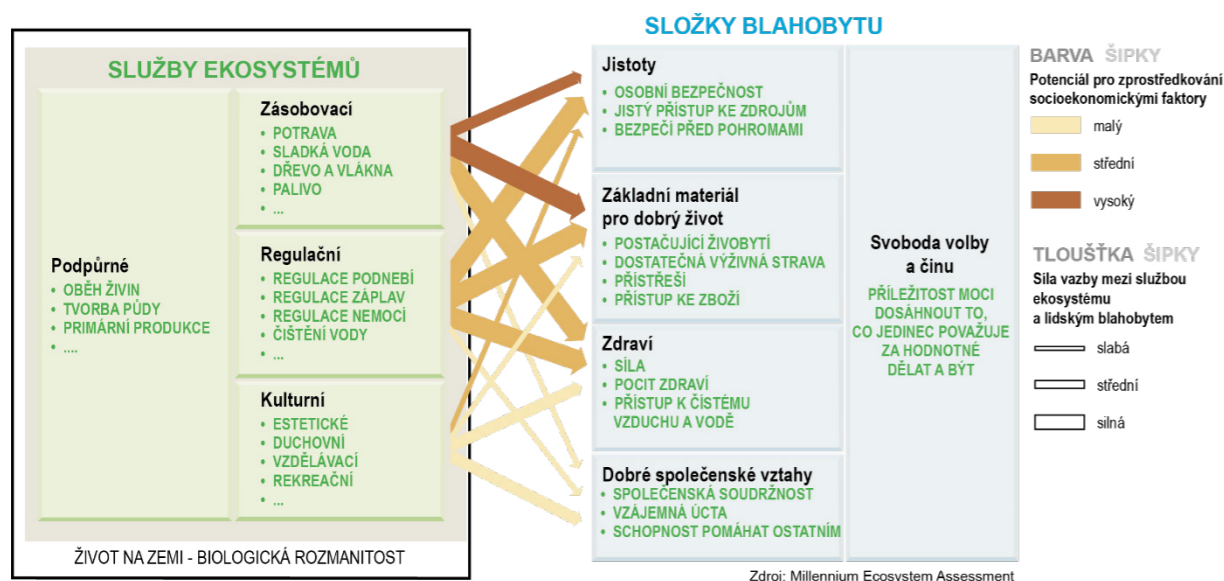 SLUŽBY EKOSYSTÉMŮ
Podpůrné
• OBĚH ŽIVIN
• TVORBA PŮDY
• PRIMÁRNÍ PRODUKCE
• ....
Zásobovací
• POTRAVA
• SLADKÁ VODA
• DŘEVO A VLÁKNA
• PALIVO
• ...
Regulační
• REGULACE PODNEBÍ
• REGULACE ZÁPLAV
• REGULACE NEMOCÍ
• ČIŠTĚNÍ VODY
• ...
Kulturní
• ESTETICKÉ
• DUCHOVNÍ
• VZDĚLÁVACÍ
• REKREAČNÍ
• ...
ŽIVOT NA ZEMI - BIOLOGICKÁ ROZMANITOST
SLOŽKY BLAHOBYTU
Jistoty
• OSOBNÍ BEZPEČNOST
• JISTÝ PŘÍSTUP KE ZDROJŮM
• BEZPEČÍ PŘED POHROMAMI
Základní materiál
pro dobrý život
• POSTAČUJÍCÍ ŽIVOBYTÍ
• DOSTATEČNÁ VÝŽIVNÁ STRAVA
• PŘÍSTŘEŠÍ
• PŘÍSTUP KE ZBOŽÍ
Zdraví
• SÍLA
• POCIT ZDRAVÍ
• PŘÍSTUP K ČÍSTÉMU
VZDUCHU A VODĚ
Dobré společenské vztahy
• SPOLEČENSKÁ SOUDRŽNOST
• VZÁJEMNÁ ÚCTA
• SCHOPNOST POMÁHAT OSTATNÍM
Svoboda volby
a činu
PŘÍLEŽITOST MOCI
DOSÁHNOUT TO,
CO JEDINEC POVAŽUJE
ZA HODNOTNÉ
DĚLAT A BÝT
Zdroj: Millennium Ecosystem Assessment
BARVA ŠIPKY
Potenciál pro zprostředkování
socioekonomickými faktory
malý
střední
vysoký
TLOUŠŤKA ŠIPKY
Síla vazby mezi službou
ekosystému
a lidským blahobytem
slabá
střední
silná